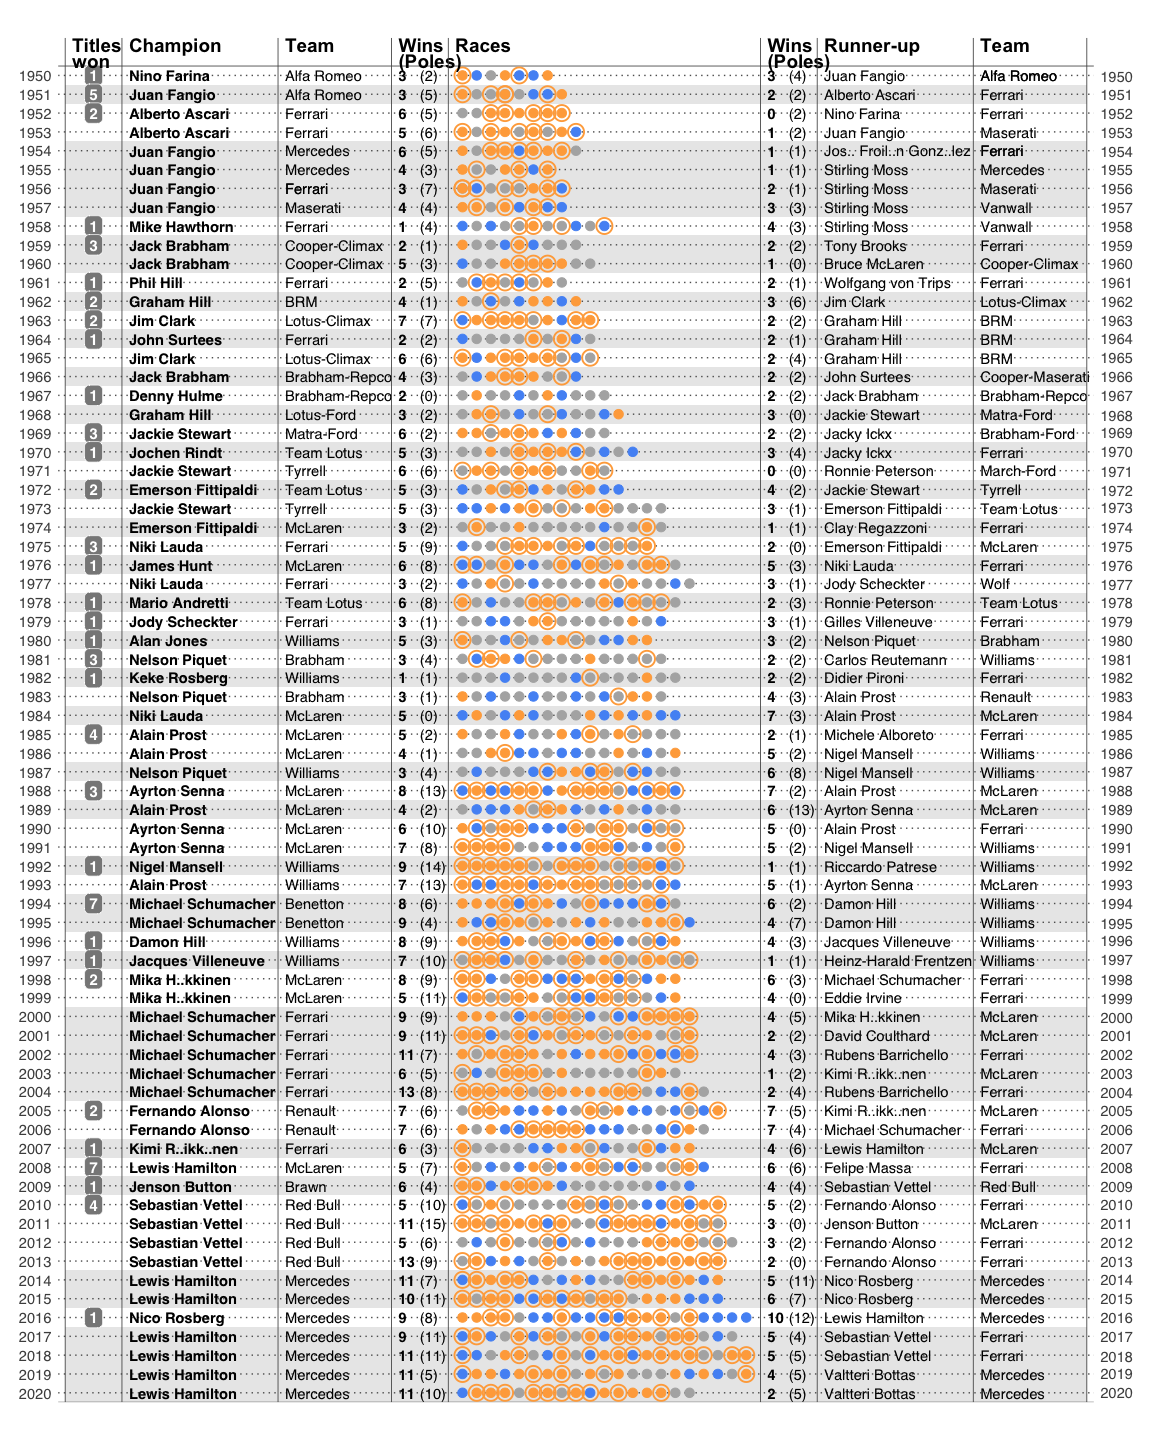 Titles won Champion Team Wins (Poles) Races Wins (Poles) Runner-up Team
1950 1 Nino Farina Alfa Romeo 3 (2) 3 (4) Juan Fangio Alfa Romeo 1950
1951 5 Juan Fangio Alfa Romeo 3 (5) 2 (2) Alberto Ascari Ferrari 1951
1952 2 Alberto Ascari Ferrari 6 (5) 0 (2) Nino Farina Ferrari 1952
1953 Alberto Ascari Ferrari 5 (6) 1 (2) Juan Fangio Maserati 1953
1954 Juan Fangio Mercedes 6 (5) 1 (1) Jos.. Froil..n Gonz..lez Ferrari 1954
1955 Juan Fangio Mercedes 4 (3) 1 (1) Stirling Moss Mercedes 1955
1956 Juan Fangio Ferrari 3 (7) 2 (1) Stirling Moss Maserati 1956
1957 Juan Fangio Maserati 4 (4) 3 (3) Stirling Moss Vanwall 1957
1958 1 Mike Hawthorn Ferrari 1 (4) 4 (3) Stirling Moss Vanwall 1958
1959 3 Jack Brabham Cooper-Climax 2 (1) 2 (2) Tony Brooks Ferrari 1959
1960 Jack Brabham Cooper-Climax 5 (3) 1 (0) Bruce McLaren Cooper-Climax 1960
1961 1 Phil Hill Ferrari 2 (5) 2 (1) Wolfgang von Trips Ferrari 1961
1962 2 Graham Hill BRM 4 (1) 3 (6) Jim Clark Lotus-Climax 1962
1963 2 Jim Clark Lotus-Climax 7 (7) 2 (2) Graham Hill BRM 1963
1964 1 John Surtees Ferrari 2 (2) 2 (1) Graham Hill BRM 1964
1965 Jim Clark Lotus-Climax 6 (6) 2 (4) Graham Hill BRM 1965
1966 Jack Brabham Brabham-Repco 4 (3) 2 (2) John Surtees Cooper-Maserati 1966
1967 1 Denny Hulme Brabham-Repco 2 (0) 2 (2) Jack Brabham Brabham-Repco 1967
1968 Graham Hill Lotus-Ford 3 (2) 3 (0) Jackie Stewart Matra-Ford 1968
1969 3 Jackie Stewart Matra-Ford 6 (2) 2 (2) Jacky Ickx Brabham-Ford 1969
1970 1 Jochen Rindt Team Lotus 5 (3) 3 (4) Jacky Ickx Ferrari 1970
1971 Jackie Stewart Tyrrell 6 (6) 0 (0) Ronnie Peterson March-Ford 1971
1972 2 Emerson Fittipaldi Team Lotus 5 (3) 4 (2) Jackie Stewart Tyrrell 1972
1973 Jackie Stewart Tyrrell 5 (3) 3 (1) Emerson Fittipaldi Team Lotus 1973
1974 Emerson Fittipaldi McLaren 3 (2) 1 (1) Clay Regazzoni Ferrari 1974
1975 3 Niki Lauda Ferrari 5 (9) 2 (0) Emerson Fittipaldi McLaren 1975
1976 1 James Hunt McLaren 6 (8) 5 (3) Niki Lauda Ferrari 1976
1977 Niki Lauda Ferrari 3 (2) 3 (1) Jody Scheckter Wolf 1977
1978 1 Mario Andretti Team Lotus 6 (8) 2 (3) Ronnie Peterson Team Lotus 1978
1979 1 Jody Scheckter Ferrari 3 (1) 3 (1) Gilles Villeneuve Ferrari 1979
1980 1 Alan Jones Williams 5 (3) 3 (2) Nelson Piquet Brabham 1980
1981 3 Nelson Piquet Brabham 3 (4) 2 (2) Carlos Reutemann Williams 1981
1982 1 Keke Rosberg Williams 1 (1) 2 (2) Didier Pironi Ferrari 1982
1983 Nelson Piquet Brabham 3 (1) 4 (3) Alain Prost Renault 1983
1984 Niki Lauda McLaren 5 (0) 7 (3) Alain Prost McLaren 1984
1985 4 Alain Prost McLaren 5 (2) 2 (1) Michele Alboreto Ferrari 1985
1986 Alain Prost McLaren 4 (1) 5 (2) Nigel Mansell Williams 1986
1987 Nelson Piquet Williams 3 (4) 6 (8) Nigel Mansell Williams 1987
1988 3 Ayrton Senna McLaren 8 (13) 7 (2) Alain Prost McLaren 1988
1989 Alain Prost McLaren 4 (2) 6 (13) Ayrton Senna McLaren 1989
1990 Ayrton Senna McLaren 6 (10) 5 (0) Alain Prost Ferrari 1990
1991 Ayrton Senna McLaren 7 (8) 5 (2) Nigel Mansell Williams 1991
1992 1 Nigel Mansell Williams 9 (14) 1 (1) Riccardo Patrese Williams 1992
1993 Alain Prost Williams 7 (13) 5 (1) Ayrton Senna McLaren 1993
1994 7 Michael Schumacher Benetton 8 (6) 6 (2) Damon Hill Williams 1994
1995 Michael Schumacher Benetton 9 (4) 4 (7) Damon Hill Williams 1995
1996 1 Damon Hill Williams 8 (9) 4 (3) Jacques Villeneuve Williams 1996
1997 1 Jacques Villeneuve Williams 7 (10) 1 (1) Heinz-Harald Frentzen Williams 1997
1998 2 Mika H..kkinen McLaren 8 (9) 6 (3) Michael Schumacher Ferrari 1998
1999 Mika H..kkinen McLaren 5 (11) 4 (0) Eddie Irvine Ferrari 1999
2000 Michael Schumacher Ferrari 9 (9) 4 (5) Mika H..kkinen McLaren 2000
2001 Michael Schumacher Ferrari 9 (11) 2 (2) David Coulthard McLaren 2001
2002 Michael Schumacher Ferrari 11 (7) 4 (3) Rubens Barrichello Ferrari 2002
2003 Michael Schumacher Ferrari 6 (5) 1 (2) Kimi R..ikk..nen McLaren 2003
2004 Michael Schumacher Ferrari 13 (8) 2 (4) Rubens Barrichello Ferrari 2004
2005 2 Fernando Alonso Renault 7 (6) 7 (5) Kimi R..ikk..nen McLaren 2005
2006 Fernando Alonso Renault 7 (6) 7 (4) Michael Schumacher Ferrari 2006
2007 1 Kimi R..ikk..nen Ferrari 6 (3) 4 (6) Lewis Hamilton McLaren 2007
2008 7 Lewis Hamilton McLaren 5 (7) 6 (6) Felipe Massa Ferrari 2008
2009 1 Jenson Button Brawn 6 (4) 4 (4) Sebastian Vettel Red Bull 2009
2010 4 Sebastian Vettel Red Bull 5 (10) 5 (2) Fernando Alonso Ferrari 2010
2011 Sebastian Vettel Red Bull 11 (15) 3 (0) Jenson Button McLaren 2011
2012 Sebastian Vettel Red Bull 5 (6) 3 (2) Fernando Alonso Ferrari 2012
2013 Sebastian Vettel Red Bull 13 (9) 2 (0) Fernando Alonso Ferrari 2013
2014 Lewis Hamilton Mercedes 11 (7) 5 (11) Nico Rosberg Mercedes 2014
2015 Lewis Hamilton Mercedes 10 (11) 6 (7) Nico Rosberg Mercedes 2015
2016 1 Nico Rosberg Mercedes 9 (8) 10 (12) Lewis Hamilton Mercedes 2016
2017 Lewis Hamilton Mercedes 9 (11) 5 (4) Sebastian Vettel Ferrari 2017
2018 Lewis Hamilton Mercedes 11 (11) 5 (5) Sebastian Vettel Ferrari 2018
2019 Lewis Hamilton Mercedes 11 (5) 4 (5) Valtteri Bottas Mercedes 2019
2020 Lewis Hamilton Mercedes 11 (10) 2 (5) Valtteri Bottas Mercedes 2020